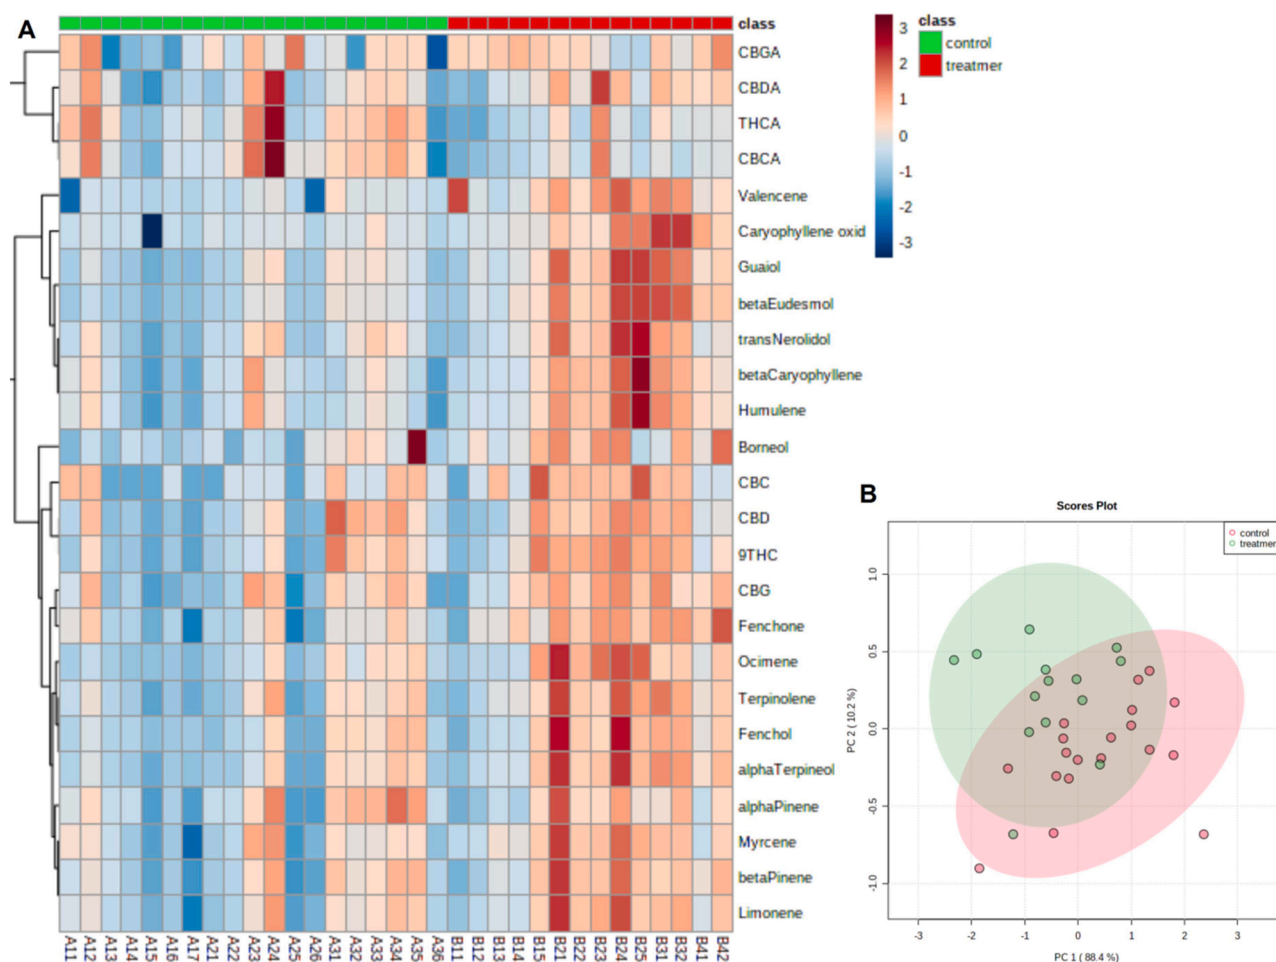 A
class
CBGA
CBDA
THCA
CBCA
Valencene
Caryophyllene oxid
Guaiol
betaEudesmol
transNerolidol
betaCaryophyllene
Humulene
Borneol
CBC
CBD
9THC
CBG
Fenchone
Ocimene
Terpinolene
Fenchol
alphaTerpineol
alphaPinene
Myrcene
betaPinene
Limonene
A11 A12 A13 A14 A15 A16 A17 A21 A22 A23 A24 A25 A26 A31 A32 A33 A34 A35 A36 B11 B12 B13 B14 B15 B21 B22 B23 B24 B25 B31 B32 B41 B42
3
2
1
0
-1
-2
-3
class
control
treatmer
B
Scores Plot
control
treatmer
PC 2 ( 10.2 %)
1.0
0.5
0.0
-0.5
-1.0
-3 -2 -1 0 1 2 3
PC 1 ( 88.4 %)